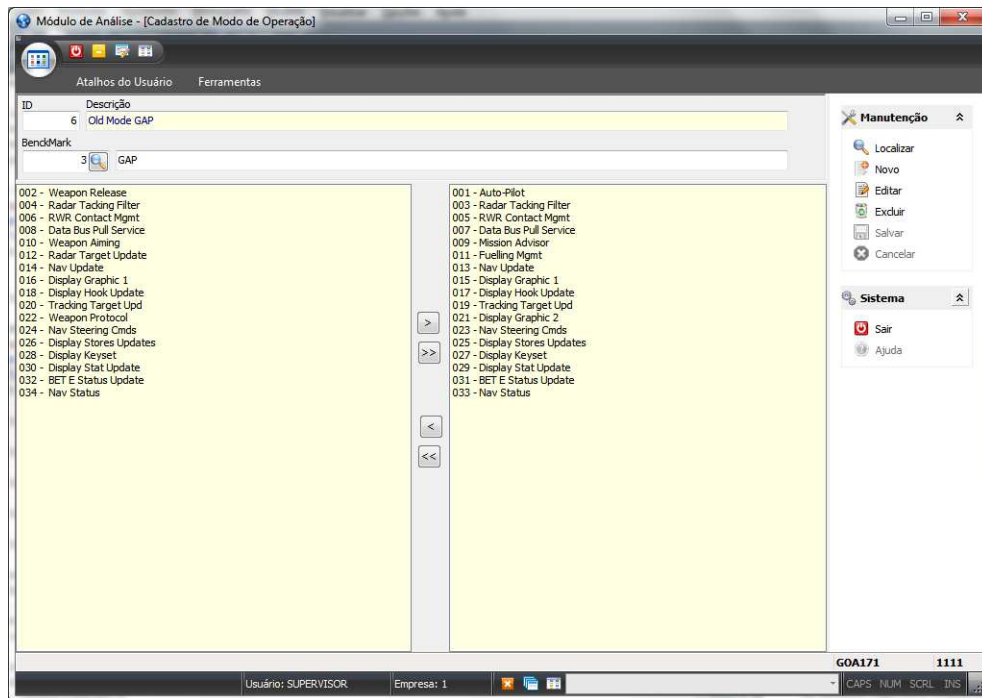 Módulo de Análise - [Cadastro de Modo de Operação]
Atalhos do Usuário Ferramentas
ID Descrição
6 Old Mode GAP
BenckMark
3 GAP
002 - Weapon Release
004 - Radar Tacking Filter
006 - RWR Contact Mgmt
008 - Data Bus Pull Service
010 - Weapon Aiming
012 - Radar Target Update
014 - Nav Update
016 - Display Graphic 1
018 - Display Hook Update
020 - Tracking Target Upd
022 - Weapon Protocol
024 - Nav Steering Cmds
026 - Display Stores Updates
028 - Display Keyset
030 - Display Stat Update
032 - BET E Status Update
034 - Nav Status
>
>>
<
<<
001 - Auto-Pilot
003 - Radar Tacking Filter
005 - RWR Contact Mgmt
007 - Data Bus Pull Service
009 - Mission Advisor
011 - Fuelling Mgmt
013 - Nav Update
015 - Display Graphic 1
017 - Display Hook Update
019 - Tracking Target Upd
021 - Display Graphic 2
023 - Nav Steering Cmds
025 - Display Stores Updates
027 - Display Keyset
029 - Display Stat Update
031 - BET E Status Update
033 - Nav Status
Manutenção
Localizar
Novo
Editar
Excluir
Salvar
Cancelar
Sistema
Sair
Ajuda
GOA171 1111
Usuário: SUPERVISOR Empresa: 1 CAPS NUM SCRL INS